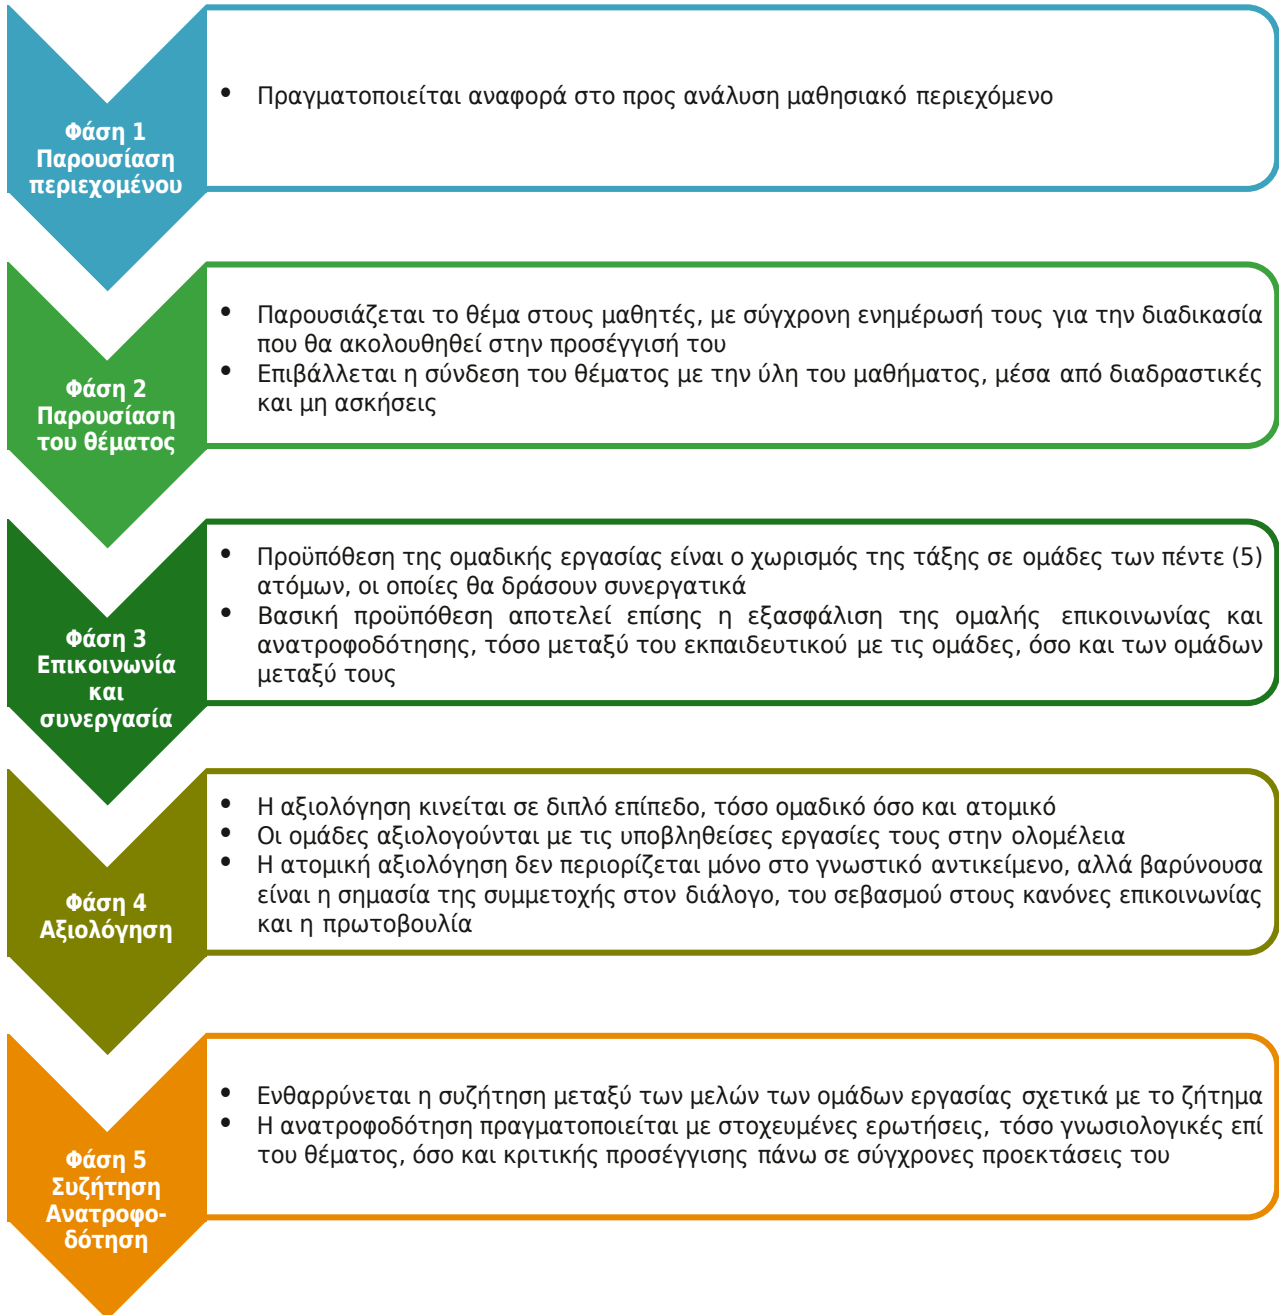 Φάση 1
Παρουσίαση
περιεχομένου
• Πραγματοποιείται αναφορά στο προς ανάλυση μαθησιακό περιεχόμενο
Φάση 2
Παρουσίαση
του θέματος
• Παρουσιάζεται το θέμα στους μαθητές, με σύγχρονη ενημέρωσή τους για την διαδικασία
που θα ακολουθηθεί στην προσέγγισή του
• Επιβάλλεται η σύνδεση του θέματος με την ύλη του μαθήματος, μέσα από διαδραστικές
και μη ασκήσεις
Φάση 3
Επικοινωνία
και
συνεργασία
• Προϋπόθεση της ομαδικής εργασίας είναι ο χωρισμός της τάξης σε ομάδες των πέντε (5)
ατόμων, οι οποίες θα δράσουν συνεργατικά
• Βασική προϋπόθεση αποτελεί επίσης η εξασφάλιση της ομαλής επικοινωνίας και
ανατροφοδότησης, τόσο μεταξύ του εκπαιδευτικού με τις ομάδες, όσο και των ομάδων
μεταξύ τους
Φάση 4
Αξιολόγηση
• Η αξιολόγηση κινείται σε διπλό επίπεδο, τόσο ομαδικό όσο και ατομικό
• Οι ομάδες αξιολογούνται με τις υποβληθείσες εργασίες τους στην ολομέλεια
• Η ατομική αξιολόγηση δεν περιορίζεται μόνο στο γνωστικό αντικείμενο, αλλά βαρύνουσα
είναι η σημασία της συμμετοχής στον διάλογο, του σεβασμού στους κανόνες επικοινωνίας
και η πρωτοβουλία
Φάση 5
Συζήτηση
Ανατροφο-
δότηση
• Ενθαρρύνεται η συζήτηση μεταξύ των μελών των ομάδων εργασίας σχετικά με το ζήτημα
• Η ανατροφοδότηση πραγματοποιείται με στοχευμένες ερωτήσεις, τόσο γνωσιολογικές επί
του θέματος, όσο και κριτικής προσέγγισης πάνω σε σύγχρονες προεκτάσεις του